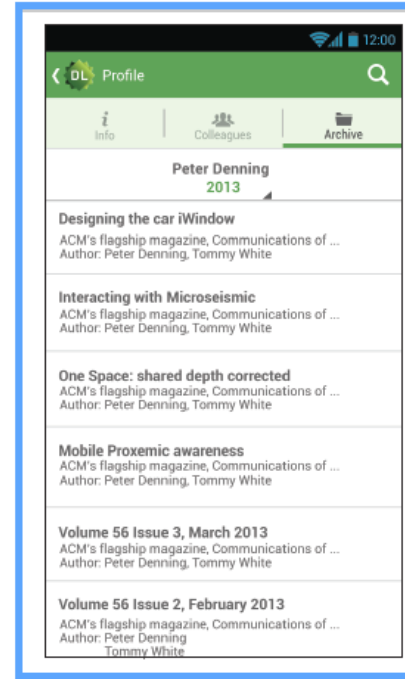 12:00
DL Profile
i
Info
Colleagues
Archive
Peter Denning
2013
Designing the car iWindow
ACM's flagship magazine, Communications of ...
Author: Peter Denning, Tommy White
Interacting with Microseismic
ACM's flagship magazine, Communications of ...
Author: Peter Denning, Tommy White
One Space: shared depth corrected
ACM's flagship magazine, Communications of ...
Author: Peter Denning, Tommy White
Mobile Proxemic awareness
ACM's flagship magazine, Communications of ...
Author: Peter Denning, Tommy White
Volume 56 Issue 3, March 2013
ACM's flagship magazine, Communications of ...
Author: Peter Denning, Tommy White
Volume 56 Issue 2, February 2013
ACM's flagship magazine, Communications of ...
Author: Peter Denning
Tommy White